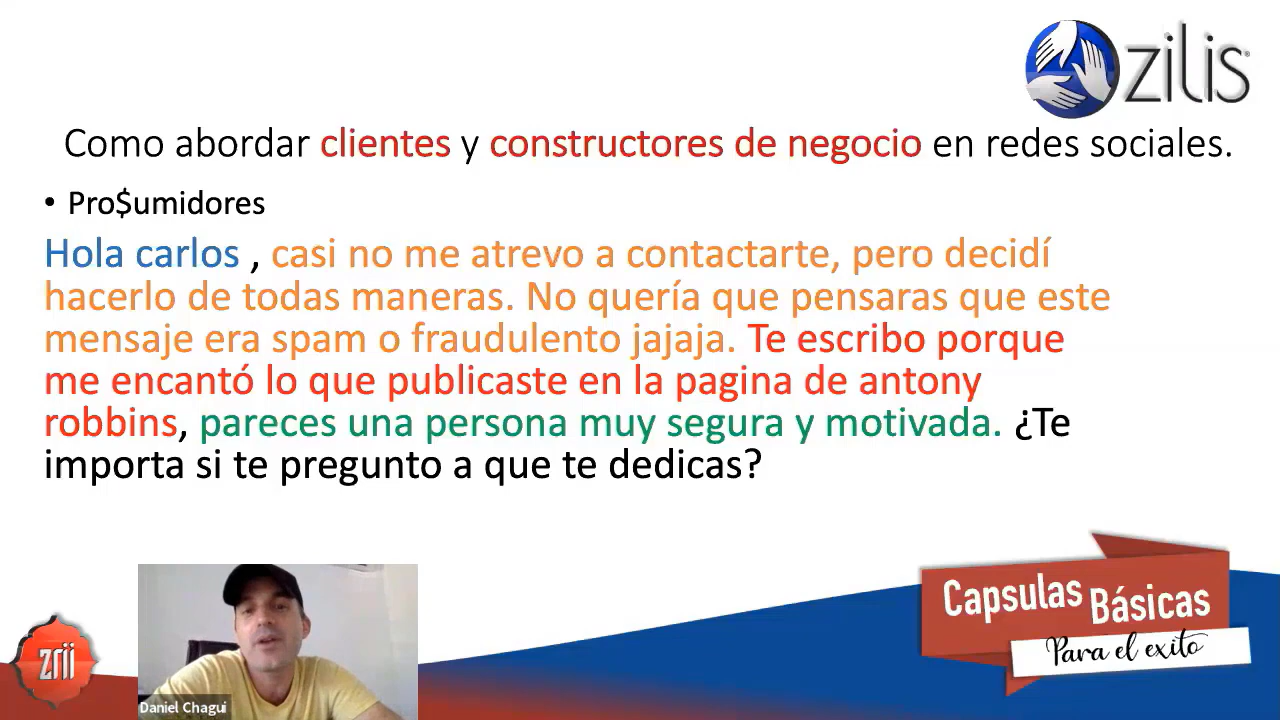 zilis
Como abordar clientes y constructores de negocio en redes sociales.
• Pro$umidores
Hola carlos , casi no me atrevo a contactarte, pero decidí
hacerlo de todas maneras. No quería que pensaras que este
mensaje era spam o fraudulento jajaja. Te escribo porque
me encantó lo que publicaste en la pagina de antony
robbins, pareces una persona muy segura y motivada. ¿Te
importa si te pregunto a que te dedicas?
Capsulas Básicas
Para el exito
zrii
Daniel Chagui